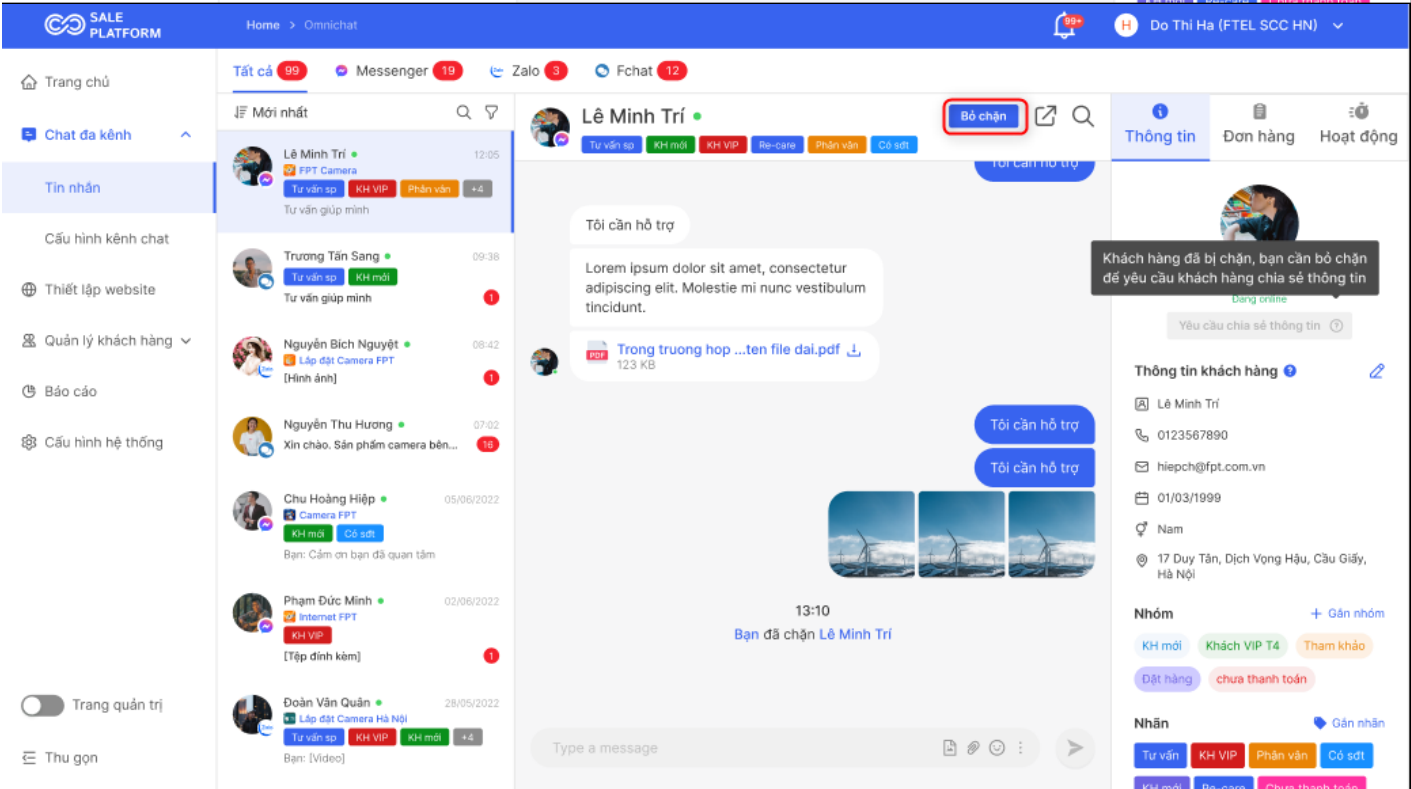 SALE
PLATFORM
Home > Omnichat
99+
H Do Thi Ha (FTEL SCC HN)
Trang chủ
Chat đa kênh
Tin nhắn
Cấu hình kênh chat
Thiết lập website
Quản lý khách hàng
Báo cáo
Cấu hình hệ thống
Trang quản trị
Thu gọn
Tất cả 99
Messenger 19
Zalo 3
Fchat 12
Mới nhất
Lê Minh Trí 12:05
FPT Camera
Tư vấn sp KH VIP Phân vân +4
Tư vấn giúp mình
Trương Tấn Sang 09:38
Tư vấn sp KH mới
Tư vấn giúp mình 1
Nguyễn Bích Nguyệt 08:42
Lắp đặt Camera FPT
[Hình ảnh] 1
Nguyễn Thu Hương 07:02
Xin chào. Sản phẩm camera bên... 16
Chu Hoàng Hiệp 05/06/2022
Camera FPT
KH mới Có sđt
Bạn: Cảm ơn bạn đã quan tâm
Phạm Đức Minh 02/06/2022
Internet FPT
KH VIP
[Tệp đính kèm] 1
Đoàn Văn Quân 28/05/2022
Lắp đặt Camera Hà Nội
Tư vấn sp KH VIP KH mới +4
Bạn: [Video]
Lê Minh Trí
Bỏ chặn
Tư vấn sp KH mới KH VIP Re-care Phân vân Có sđt
Tôi cần hỗ trợ
Tôi cần hỗ trợ
Lorem ipsum dolor sit amet, consectetur
adipiscing elit. Molestie mi nunc vestibulum
tincidunt.
PDF Trong truong hop ...ten file dai.pdf
123 KB
Tôi cần hỗ trợ
Tôi cần hỗ trợ
13:10
Bạn đã chặn Lê Minh Trí
Type a message
Thông tin
Đơn hàng
Hoạt động
Khách hàng đã bị chặn, bạn cần bỏ chặn
để yêu cầu khách hàng chia sẻ thông tin
Đang online
Yêu cầu chia sẻ thông tin
Thông tin khách hàng
Lê Minh Trí
0123567890
hiepch@fpt.com.vn
01/03/1999
Nam
17 Duy Tân, Dịch Vọng Hậu, Cầu Giấy,
Hà Nội
Nhóm + Gán nhóm
KH mới Khách VIP T4 Tham khảo
Đặt hàng chưa thanh toán
Nhãn Gán nhãn
Tư vấn KH VIP Phân vân Có sđt
KH mới Re-care Chưa thanh toán